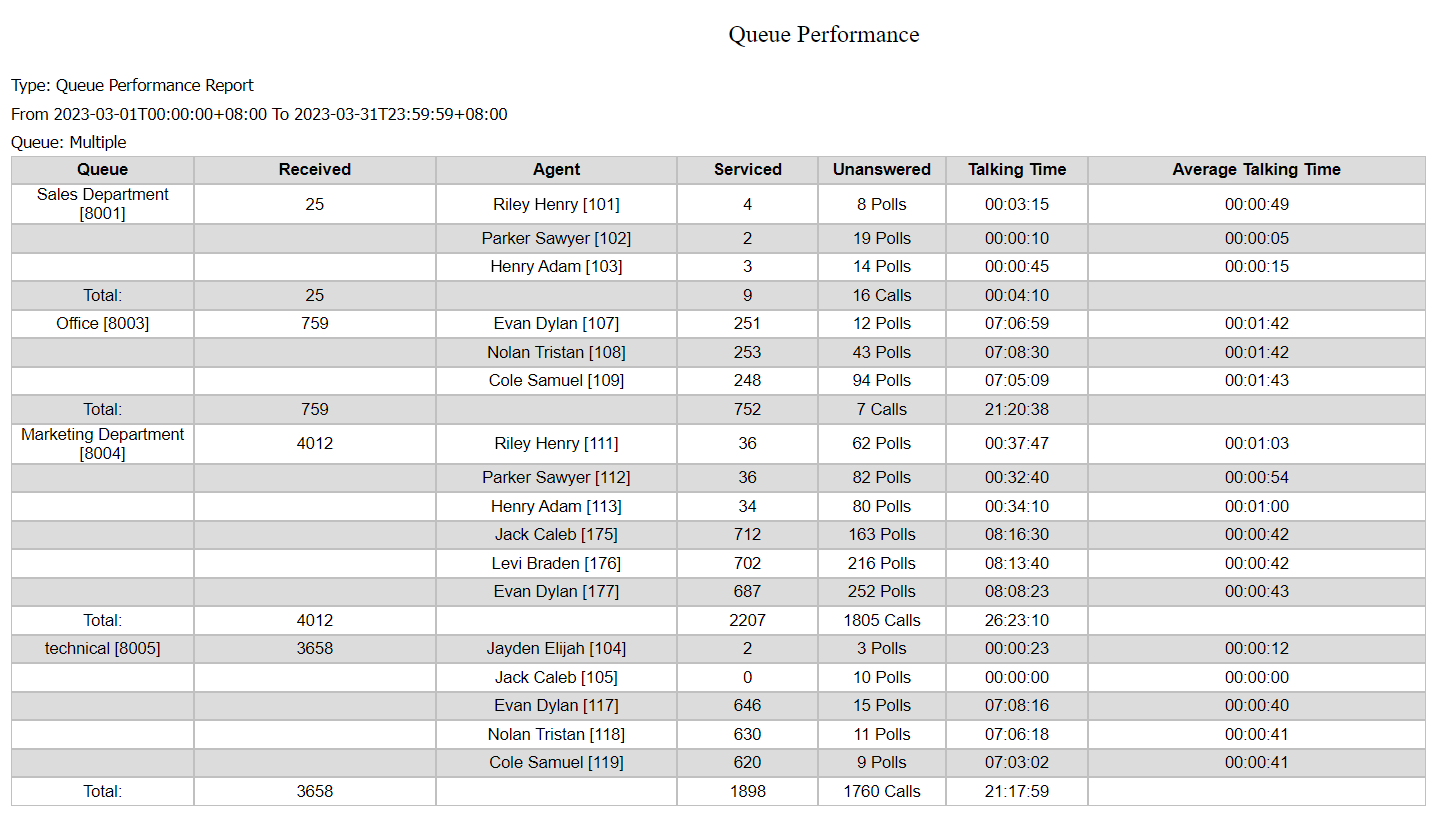 Queue Performance
Type: Queue Performance Report
From 2023-03-01T00:00:00+08:00 To 2023-03-31T23:59:59+08:00
Queue: Multiple
Queue Received Agent Serviced Unanswered Talking Time Average Talking Time
Sales Department
[8001] 25 Riley Henry [101] 4 8 Polls 00:03:15 00:00:49
Parker Sawyer [102] 2 19 Polls 00:00:10 00:00:05
Henry Adam [103] 3 14 Polls 00:00:45 00:00:15
Total: 25 9 16 Calls 00:04:10
Office [8003] 759 Evan Dylan [107] 251 12 Polls 07:06:59 00:01:42
Nolan Tristan [108] 253 43 Polls 07:08:30 00:01:42
Cole Samuel [109] 248 94 Polls 07:05:09 00:01:43
Total: 759 752 7 Calls 21:20:38
Marketing Department
[8004] 4012 Riley Henry [111] 36 62 Polls 00:37:47 00:01:03
Parker Sawyer [112] 36 82 Polls 00:32:40 00:00:54
Henry Adam [113] 34 80 Polls 00:34:10 00:01:00
Jack Caleb [175] 712 163 Polls 08:16:30 00:00:42
Levi Braden [176] 702 216 Polls 08:13:40 00:00:42
Evan Dylan [177] 687 252 Polls 08:08:23 00:00:43
Total: 4012 2207 1805 Calls 26:23:10
technical [8005] 3658 Jayden Elijah [104] 2 3 Polls 00:00:23 00:00:12
Jack Caleb [105] 0 10 Polls 00:00:00 00:00:00
Evan Dylan [117] 646 15 Polls 07:08:16 00:00:40
Nolan Tristan [118] 630 11 Polls 07:06:18 00:00:41
Cole Samuel [119] 620 9 Polls 07:03:02 00:00:41
Total: 3658 1898 1760 Calls 21:17:59